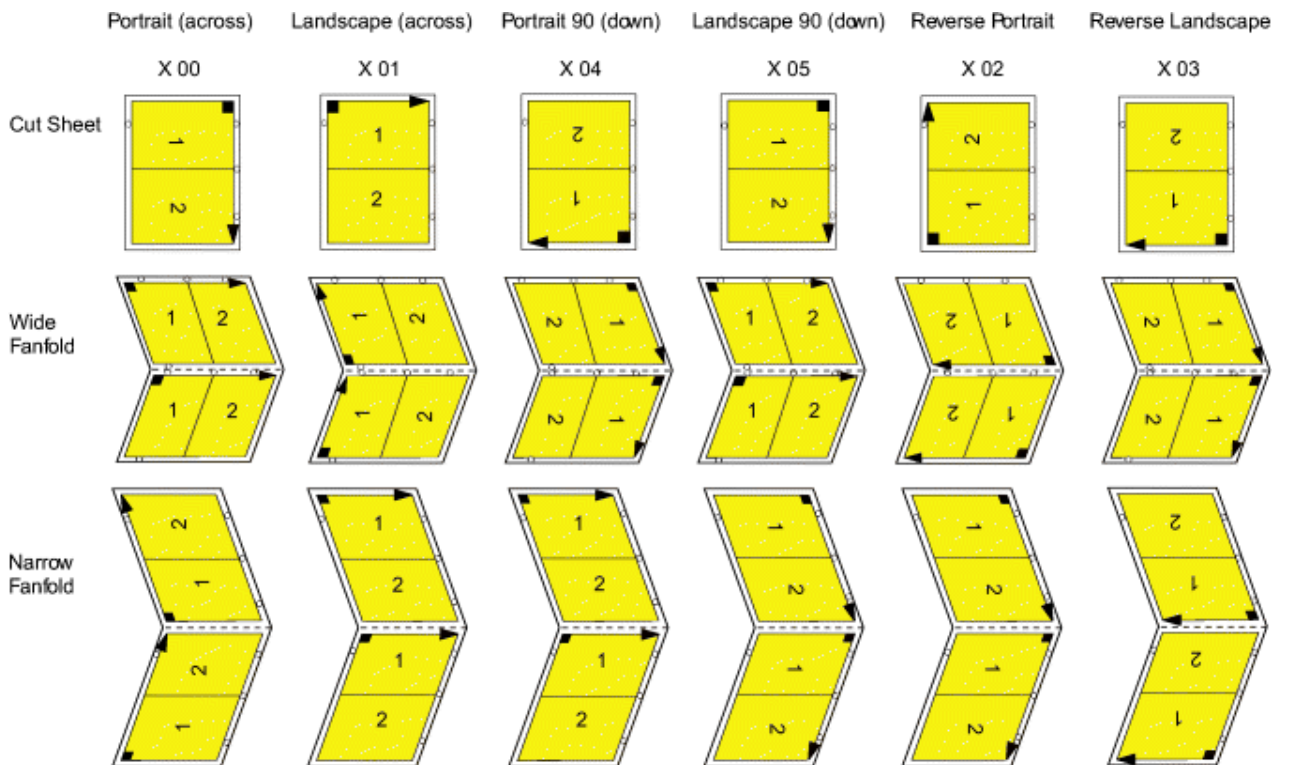 Portrait (across) Landscape (across) Portrait 90 (down) Landscape 90 (down) Reverse Portrait Reverse Landscape
X 00 X 01 X 04 X 05 X 02 X 03
Cut Sheet
1 1 2 1 2 2
2 2 1 2 1 1
Wide
Fanfold
1 2 1 2 2 1 1 2 2 1 2 1
1 2 1 2 2 1 1 2 2 1 2 1
Narrow
Fanfold
2 1 1 1 1 2
1 2 2 2 2 1
2 1 1 1 1 2
1 2 2 2 2 1